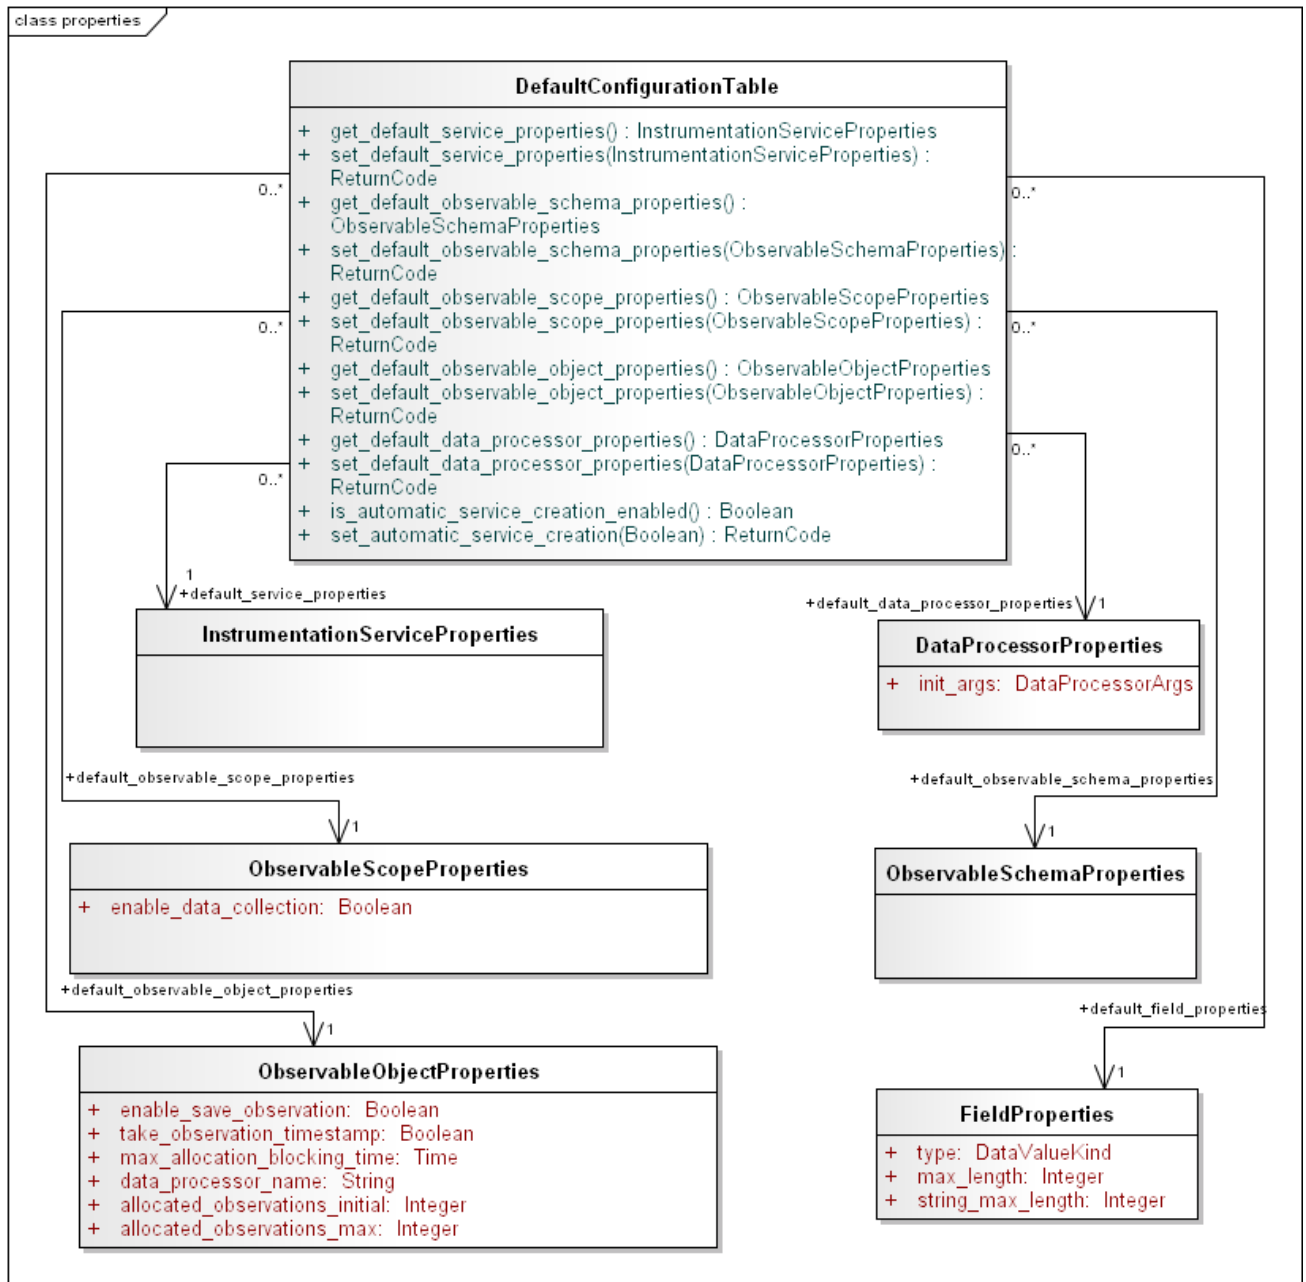 class properties
DefaultConfigurationTable
+ get_default_service_properties() : InstrumentationServiceProperties
+ set_default_service_properties(InstrumentationServiceProperties) :
ReturnCode
+ get_default_observable_schema_properties() :
ObservableSchemaProperties
+ set_default_observable_schema_properties(ObservableSchemaProperties) :
ReturnCode
+ get_default_observable_scope_properties() : ObservableScopeProperties
+ set_default_observable_scope_properties(ObservableScopeProperties) :
ReturnCode
+ get_default_observable_object_properties() : ObservableObjectProperties
+ set_default_observable_object_properties(ObservableObjectProperties) :
ReturnCode
+ get_default_data_processor_properties() : DataProcessorProperties
+ set_default_data_processor_properties(DataProcessorProperties) :
ReturnCode
+ is_automatic_service_creation_enabled() : Boolean
+ set_automatic_service_creation(Boolean) : ReturnCode
0..*
0..*
0..*
0..*
0..*
0..*
1
+default_service_properties
InstrumentationServiceProperties
+default_data_processor_properties
1
DataProcessorProperties
+ init_args: DataProcessorArgs
+default_observable_scope_properties
1
ObservableScopeProperties
+ enable_data_collection: Boolean
+default_observable_schema_properties
1
ObservableSchemaProperties
+default_observable_object_properties
1
ObservableObjectProperties
+ enable_save_observation: Boolean
+ take_observation_timestamp: Boolean
+ max_allocation_blocking_time: Time
+ data_processor_name: String
+ allocated_observations_initial: Integer
+ allocated_observations_max: Integer
+default_field_properties
1
FieldProperties
+ type: DataValueKind
+ max_length: Integer
+ string_max_length: Integer